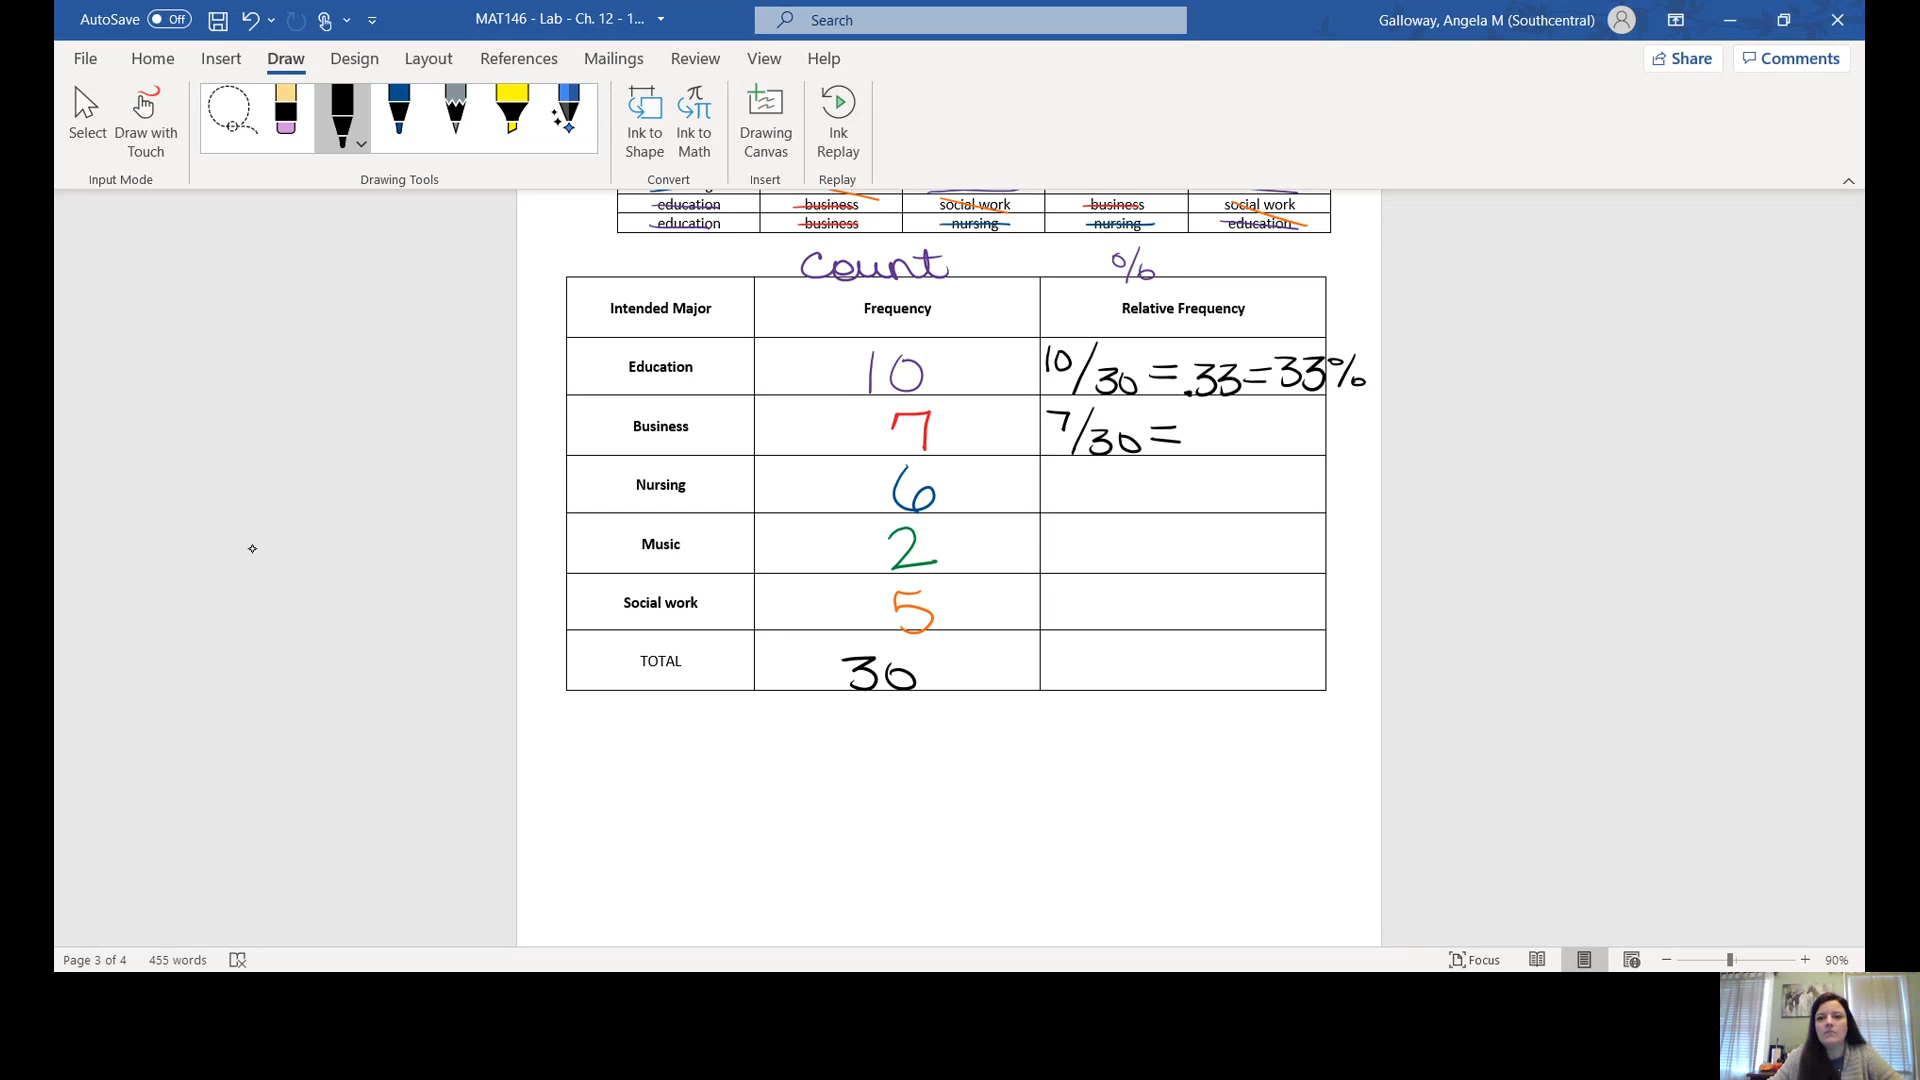 AutoSave Off MAT146 - Lab - Ch. 12 - 1... Search Galloway, Angela M (Southcentral)
File Home Insert Draw Design Layout References Mailings Review View Help Share Comments
Select Draw with Touch Ink to Shape Ink to Math Drawing Canvas Ink Replay
Input Mode Drawing Tools Convert Insert Replay
education business social work business social work
education business nursing nursing education
count %
Intended Major Frequency Relative Frequency
Education 10 10/30 = .33 = 33%
Business 7 7/30 =
Nursing 6
Music 2
Social work 5
TOTAL 30
Page 3 of 4 455 words Focus 90%